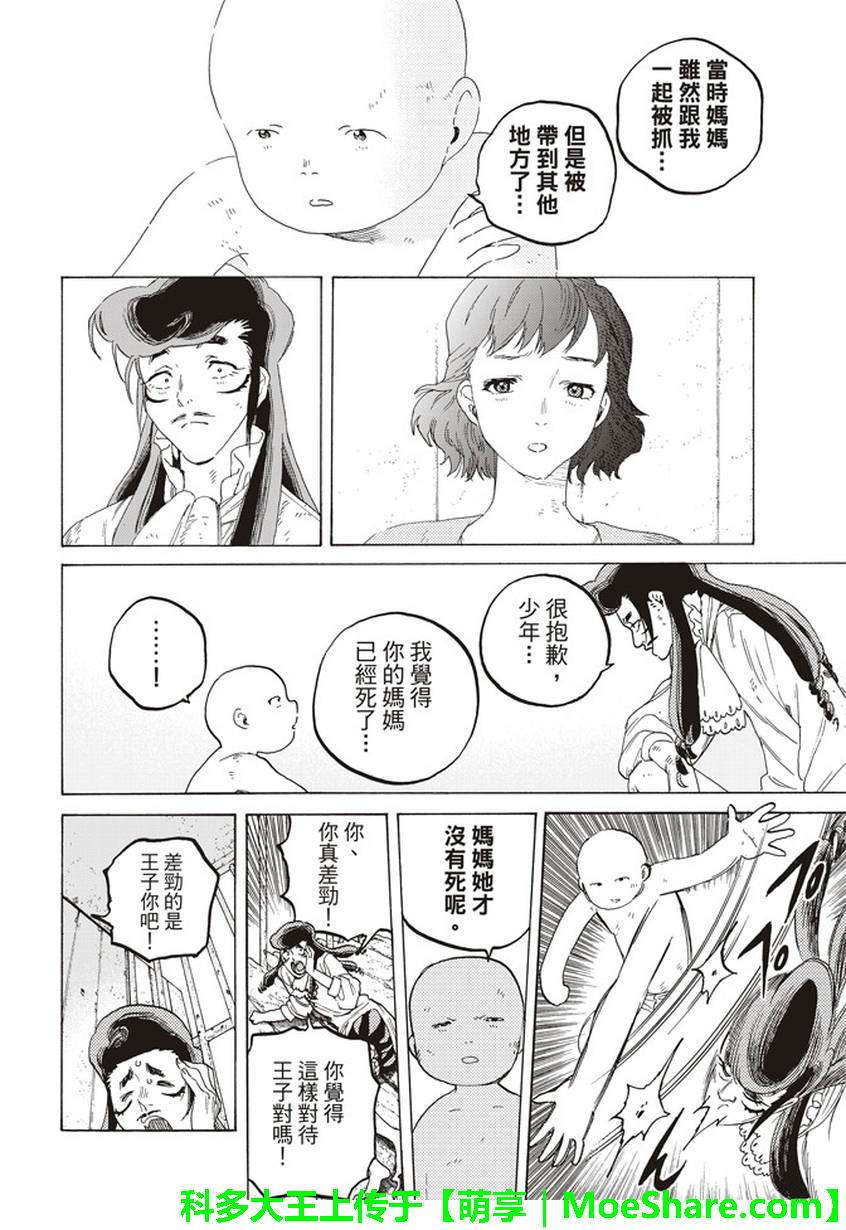 當時媽媽
雖然跟我
一起被抓…
但是被
帶到其他
地方了…
很抱歉，
少年…
我覺得
你的媽媽
已經死了…
……！
媽媽她才
沒有死呢。
你、
你真差勁！
你覺得
這樣對待
王子對嗎！
差勁的是
王子你吧！
科多大王上传于【萌享｜MoeShare.com】